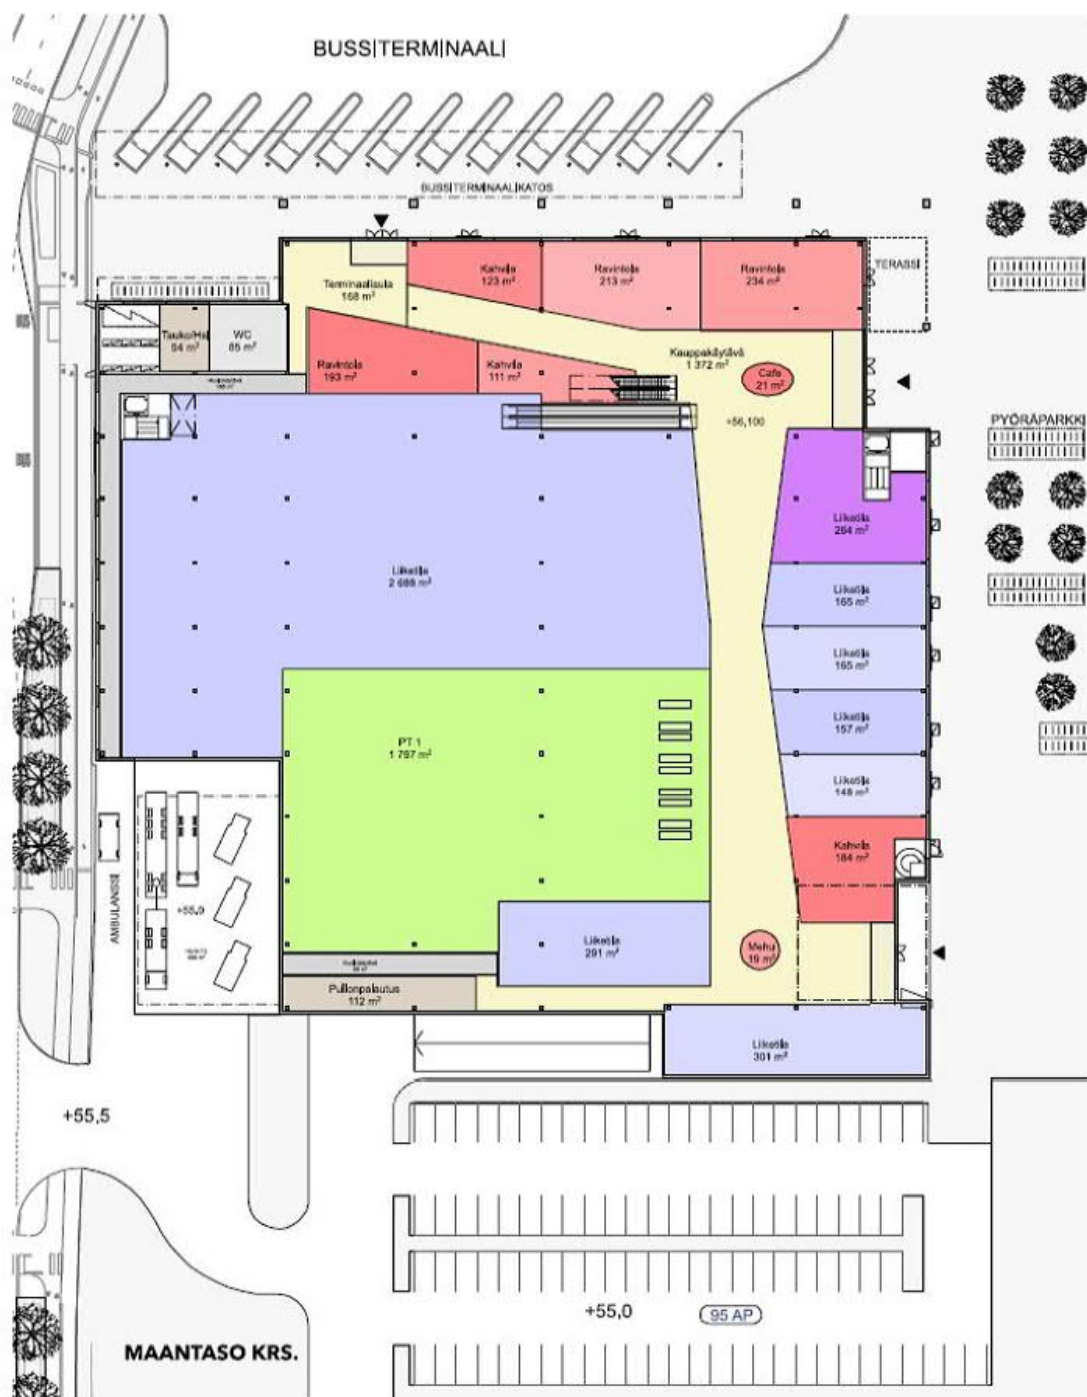 BUSSITERMINAALI
BUSSITERMINAALIKATOS
TERASSI
Kahvila
123 m²
Ravintola
213 m²
Ravintola
234 m²
Terminaaliaula
168 m²
WC
85 m²
Ravintola
193 m²
Kahvila
111 m²
Kauppakäytävä
1 372 m²
Cafe
21 m²
+56,100
PYÖRÄPARKKI
Liiketila
264 m²
Liiketila
2 688 m²
Liiketila
165 m²
Liiketila
165 m²
Liiketila
157 m²
PT 1
1 797 m²
Liiketila
148 m²
Kahvila
184 m²
AMBULANSSI
+55,0
Liiketila
291 m²
Mehu
19 m²
Pullonpalautus
112 m²
Liiketila
301 m²
+55,5
+55,0
95 AP
MAANTASO KRS.